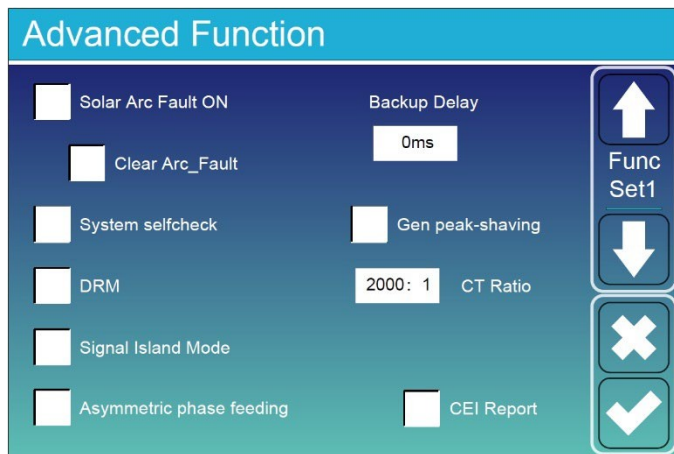 Advanced Function
Solar Arc Fault ON
Backup Delay
0ms
Clear Arc_Fault
Func
Set1
System selfcheck
Gen peak-shaving
DRM
2000: 1 CT Ratio
Signal Island Mode
Asymmetric phase feeding
CEI Report